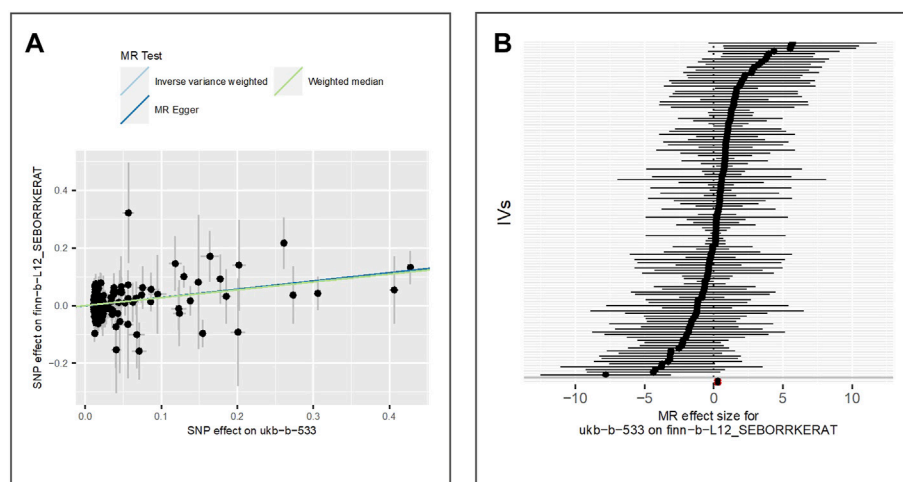 A
MR Test
Inverse variance weighted
Weighted median
MR Egger
SNP effect on finn-b-L12_SEBORRKERAT
0.4
0.2
0.0
−0.2
0.0
0.1
0.2
0.3
0.4
SNP effect on ukb-b-533
B
IVs
−10
−5
0
5
10
MR effect size for
ukb-b-533 on finn-b-L12_SEBORRKERAT